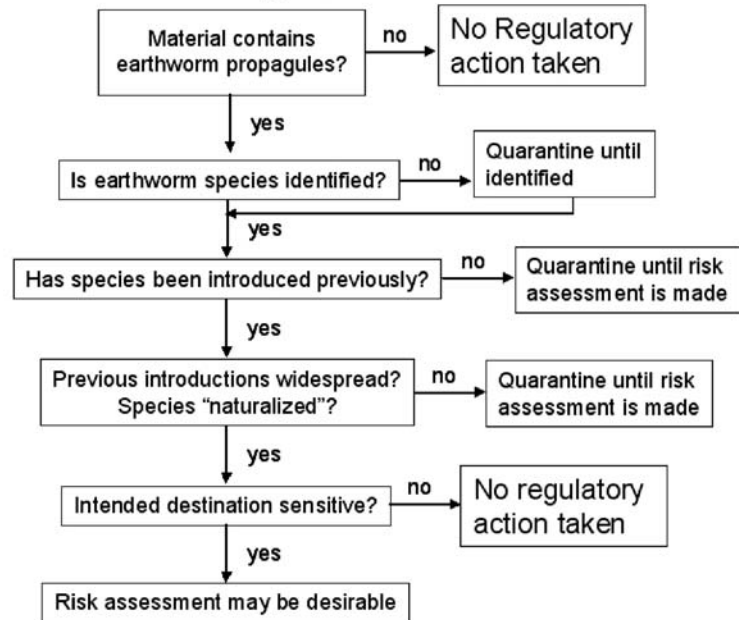 Material contains
earthworm propagules?
no
No Regulatory
action taken
yes
Is earthworm species identified?
no
Quarantine until
identified
yes
Has species been introduced previously?
no
Quarantine until risk
assessment is made
yes
Previous introductions widespread?
Species “naturalized”?
no
Quarantine until risk
assessment is made
yes
Intended destination sensitive?
no
No regulatory
action taken
yes
Risk assessment may be desirable